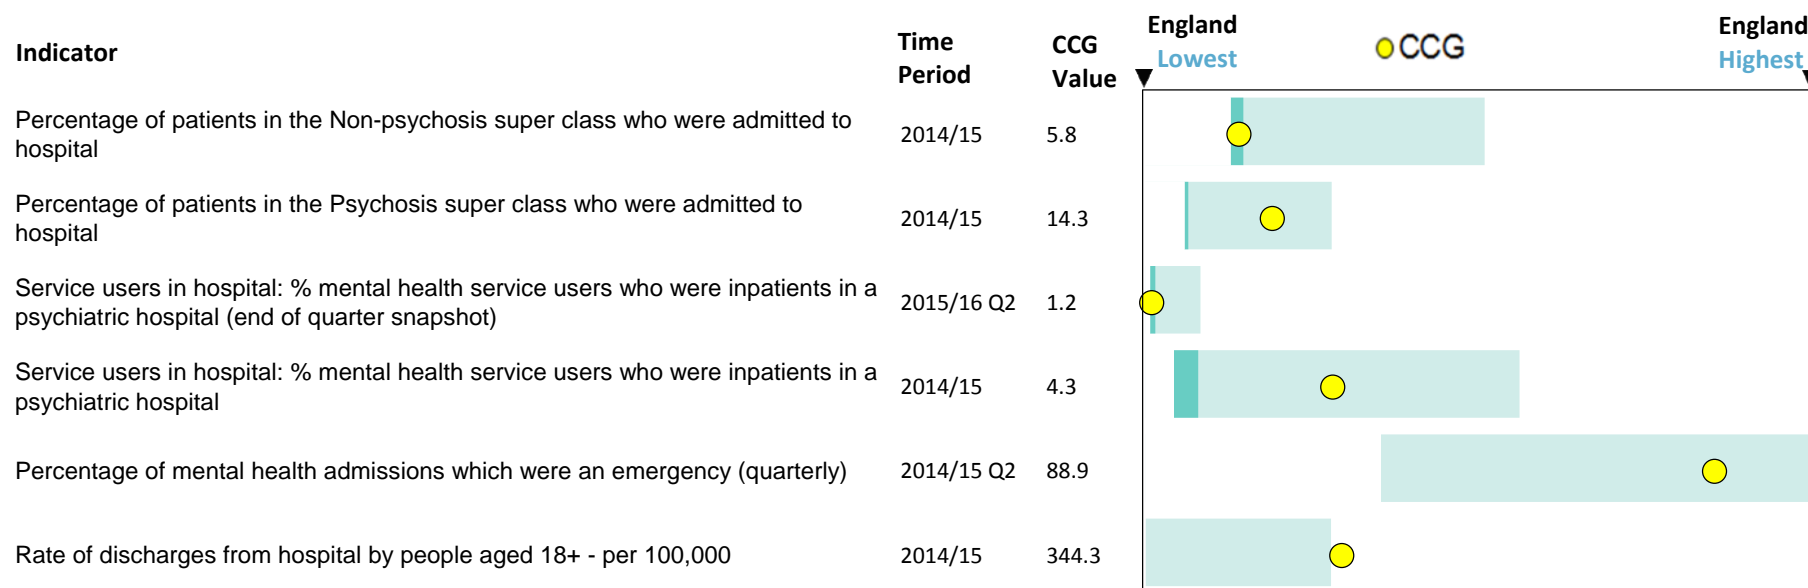 Indicator
Time
Period
CCG
Value
England
Lowest
CCG
England
Highest
Percentage of patients in the Non-psychosis super class who were admitted to
hospital
2014/15
5.8
Percentage of patients in the Psychosis super class who were admitted to
hospital
2014/15
14.3
Service users in hospital: % mental health service users who were inpatients in a
psychiatric hospital (end of quarter snapshot)
2015/16 Q2
1.2
Service users in hospital: % mental health service users who were inpatients in a
psychiatric hospital
2014/15
4.3
Percentage of mental health admissions which were an emergency (quarterly)
2014/15 Q2
88.9
Rate of discharges from hospital by people aged 18+ - per 100,000
2014/15
344.3